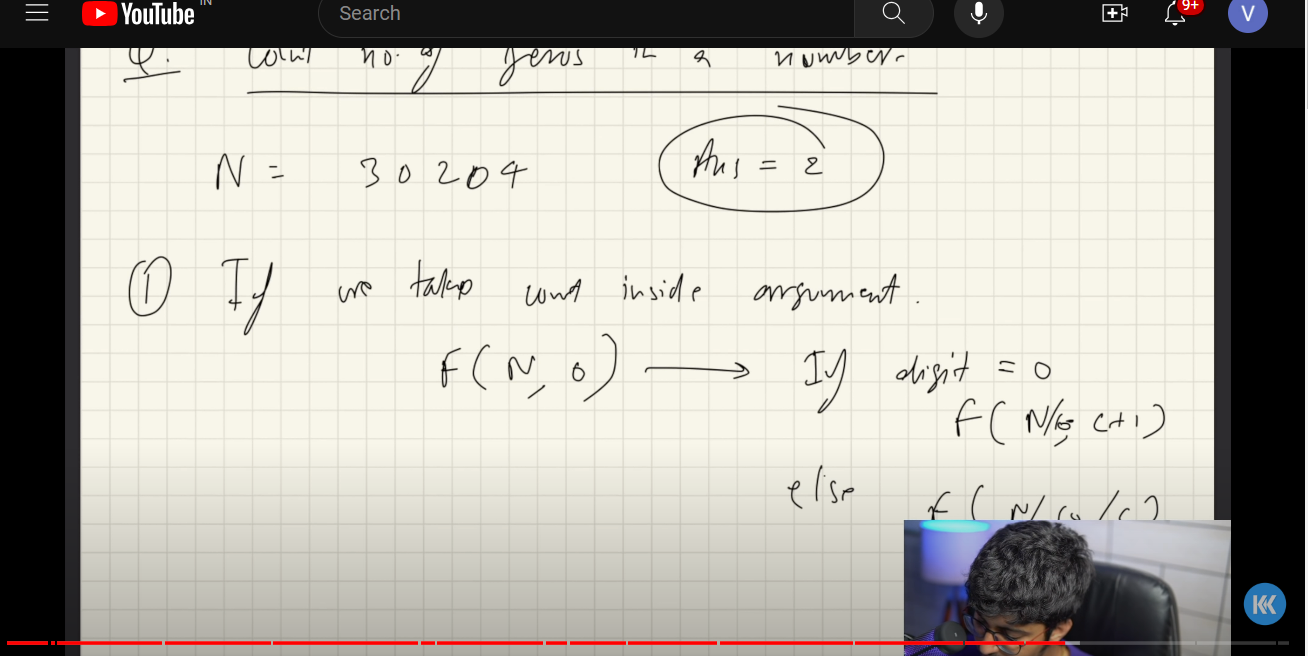 IN
YouTube
Search
9+
V
Q. Count no. of zeros in a number.
N = 30204
Ans = 2
① If we take count inside argument.
F(N, 0) → If digit = 0
F(N/10, c+1)
else F(N/10, c)